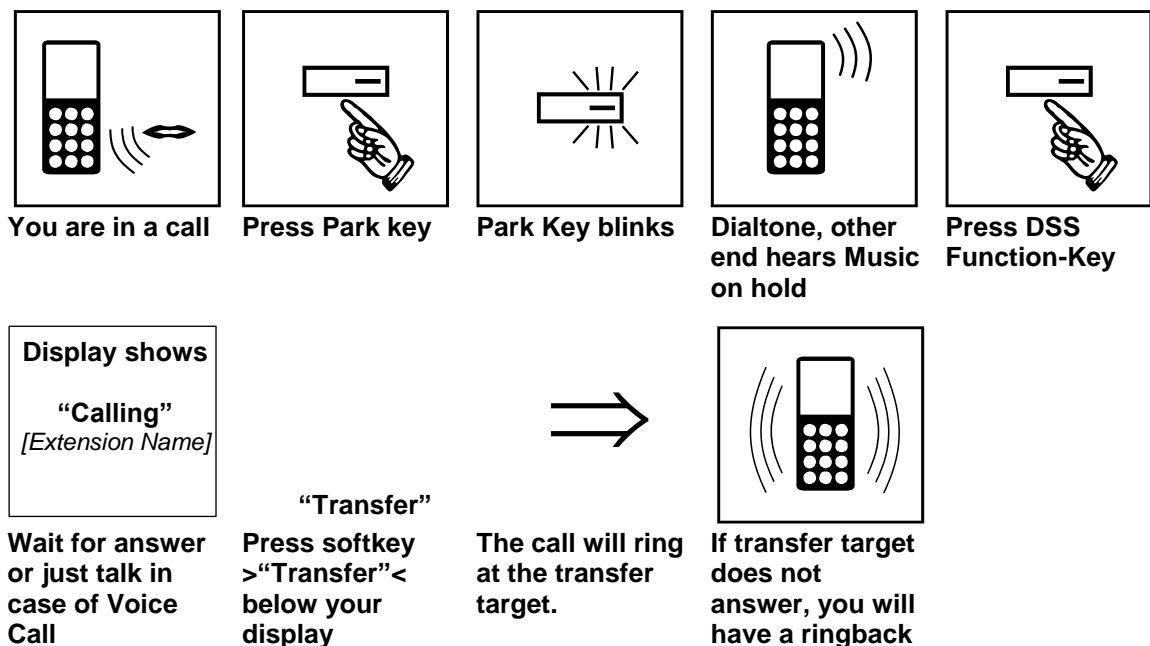 You are in a call
Press Park key
Park Key blinks
Dialtone, other
end hears Music
on hold
Press DSS
Function-Key
Display shows
“Calling”
[Extension Name]
Wait for answer
or just talk in
case of Voice
Call
“Transfer”
Press softkey
>“Transfer”<
below your
display
The call will ring
at the transfer
target.
If transfer target
does not
answer, you will
have a ringback